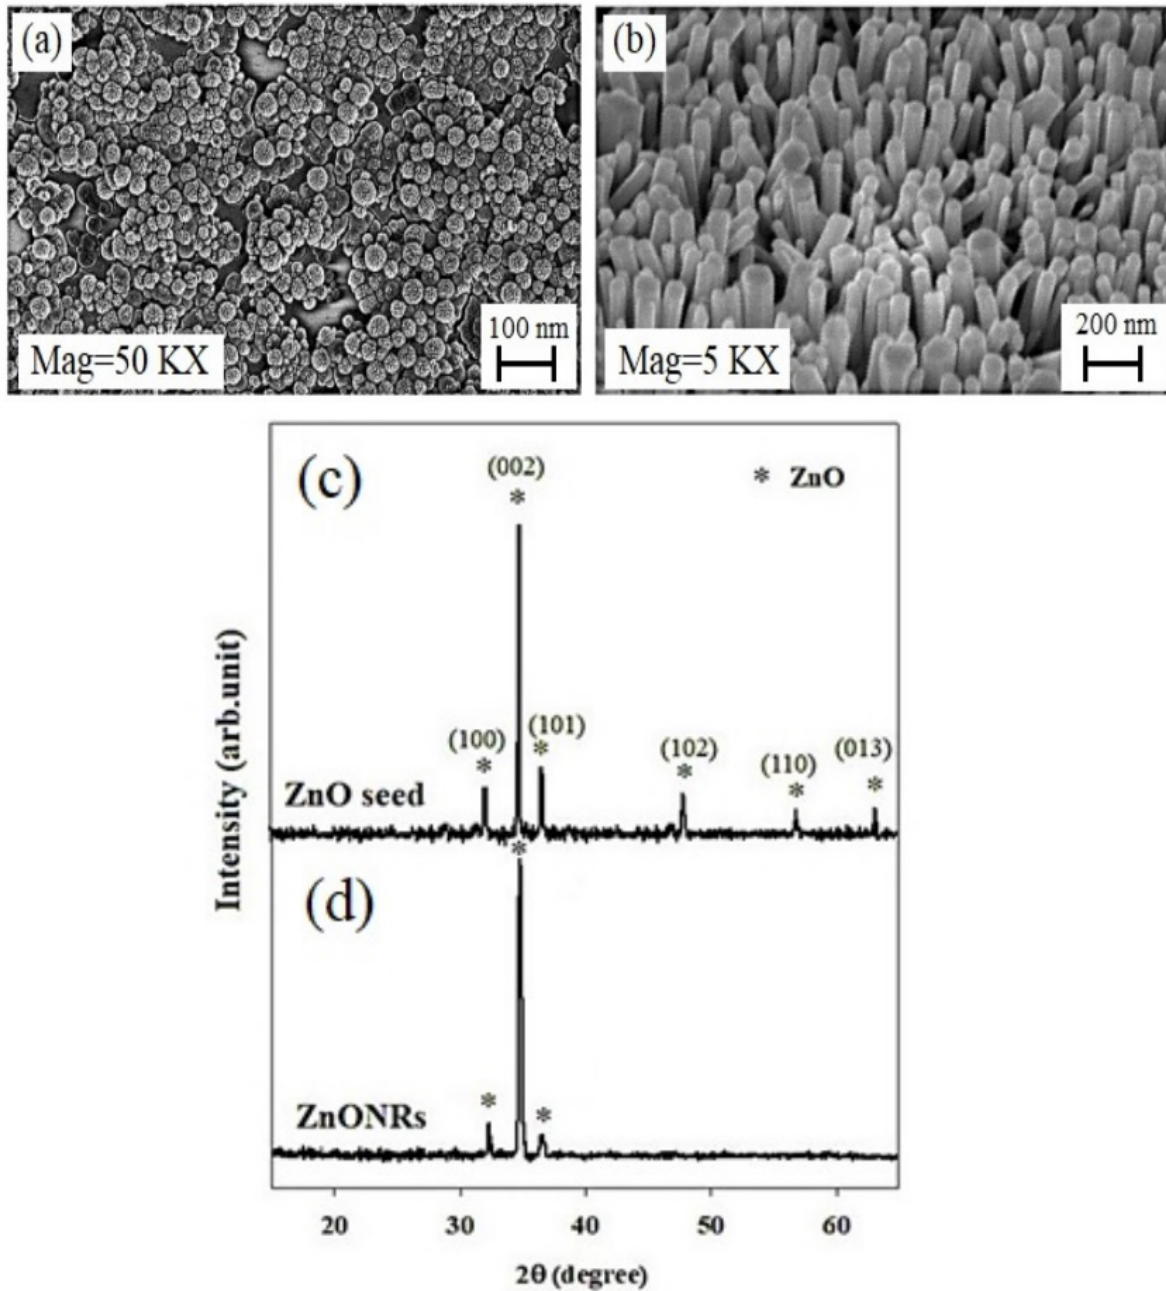 (a)
100 nm
Mag=50 KX
(b)
200 nm
Mag=5 KX
(c)
(002)
*
* ZnO
(100)
*
(101)
*
(102)
*
(110)
*
(013)
*
ZnO seed
*
(d)
*
*
ZnONRs
Intensity (arb.unit)
20 30 40 50 60
2θ (degree)